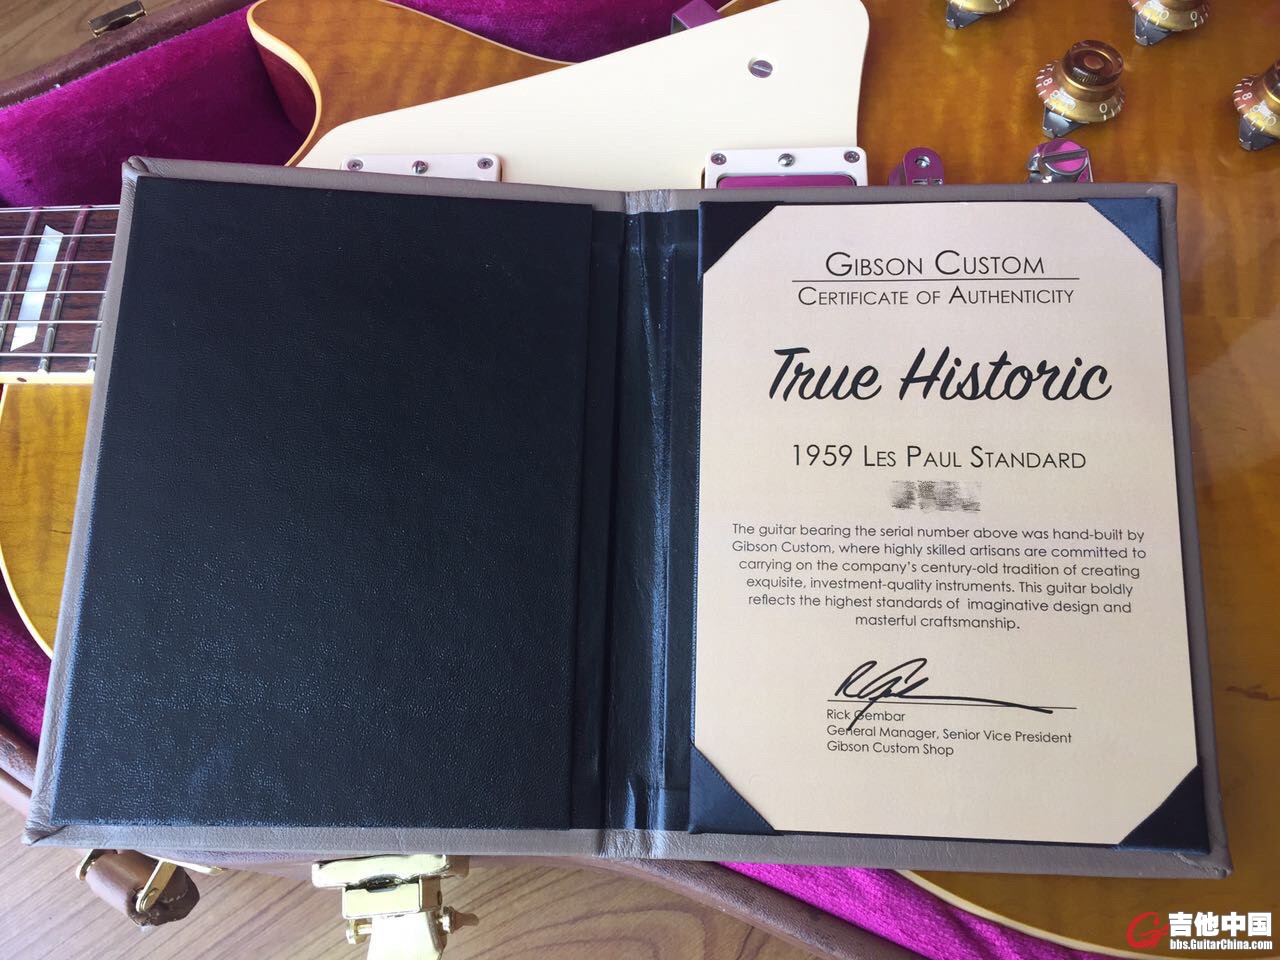 GIBSON CUSTOM
CERTIFICATE OF AUTHENTICITY
True Historic
1959 LES PAUL STANDARD
The guitar bearing the serial number above was hand-built by
Gibson Custom, where highly skilled artisans are committed to
carrying on the company's century-old tradition of creating
exquisite, investment-quality instruments. This guitar boldly
reflects the highest standards of imaginative design and
masterful craftsmanship.
Rick Gembar
General Manager, Senior Vice President
Gibson Custom Shop
吉他中国
bbs.GuitarChina.com